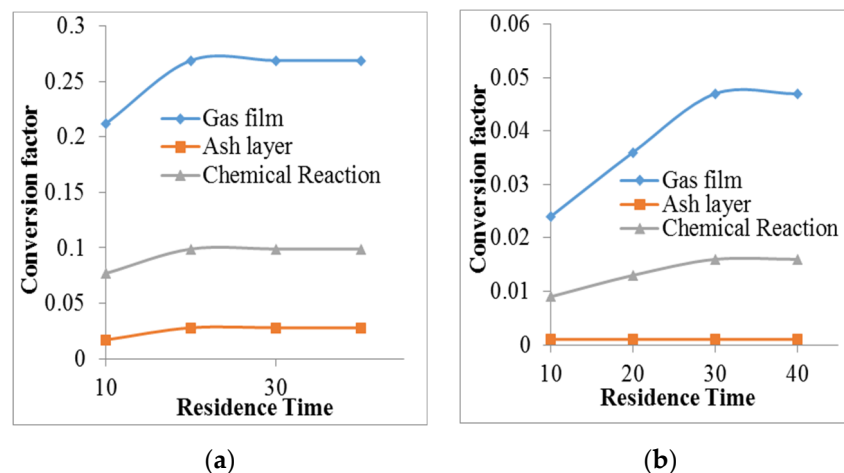 Conversion factor
0.3
0.25
0.2
0.15
0.1
0.05
0
Gas film
Ash layer
Chemical Reaction
10
30
Residence Time
(a)
Conversion factor
0.06
0.05
0.04
0.03
0.02
0.01
0
Gas film
Ash layer
Chemical Reaction
10
20
30
40
Residence Time
(b)